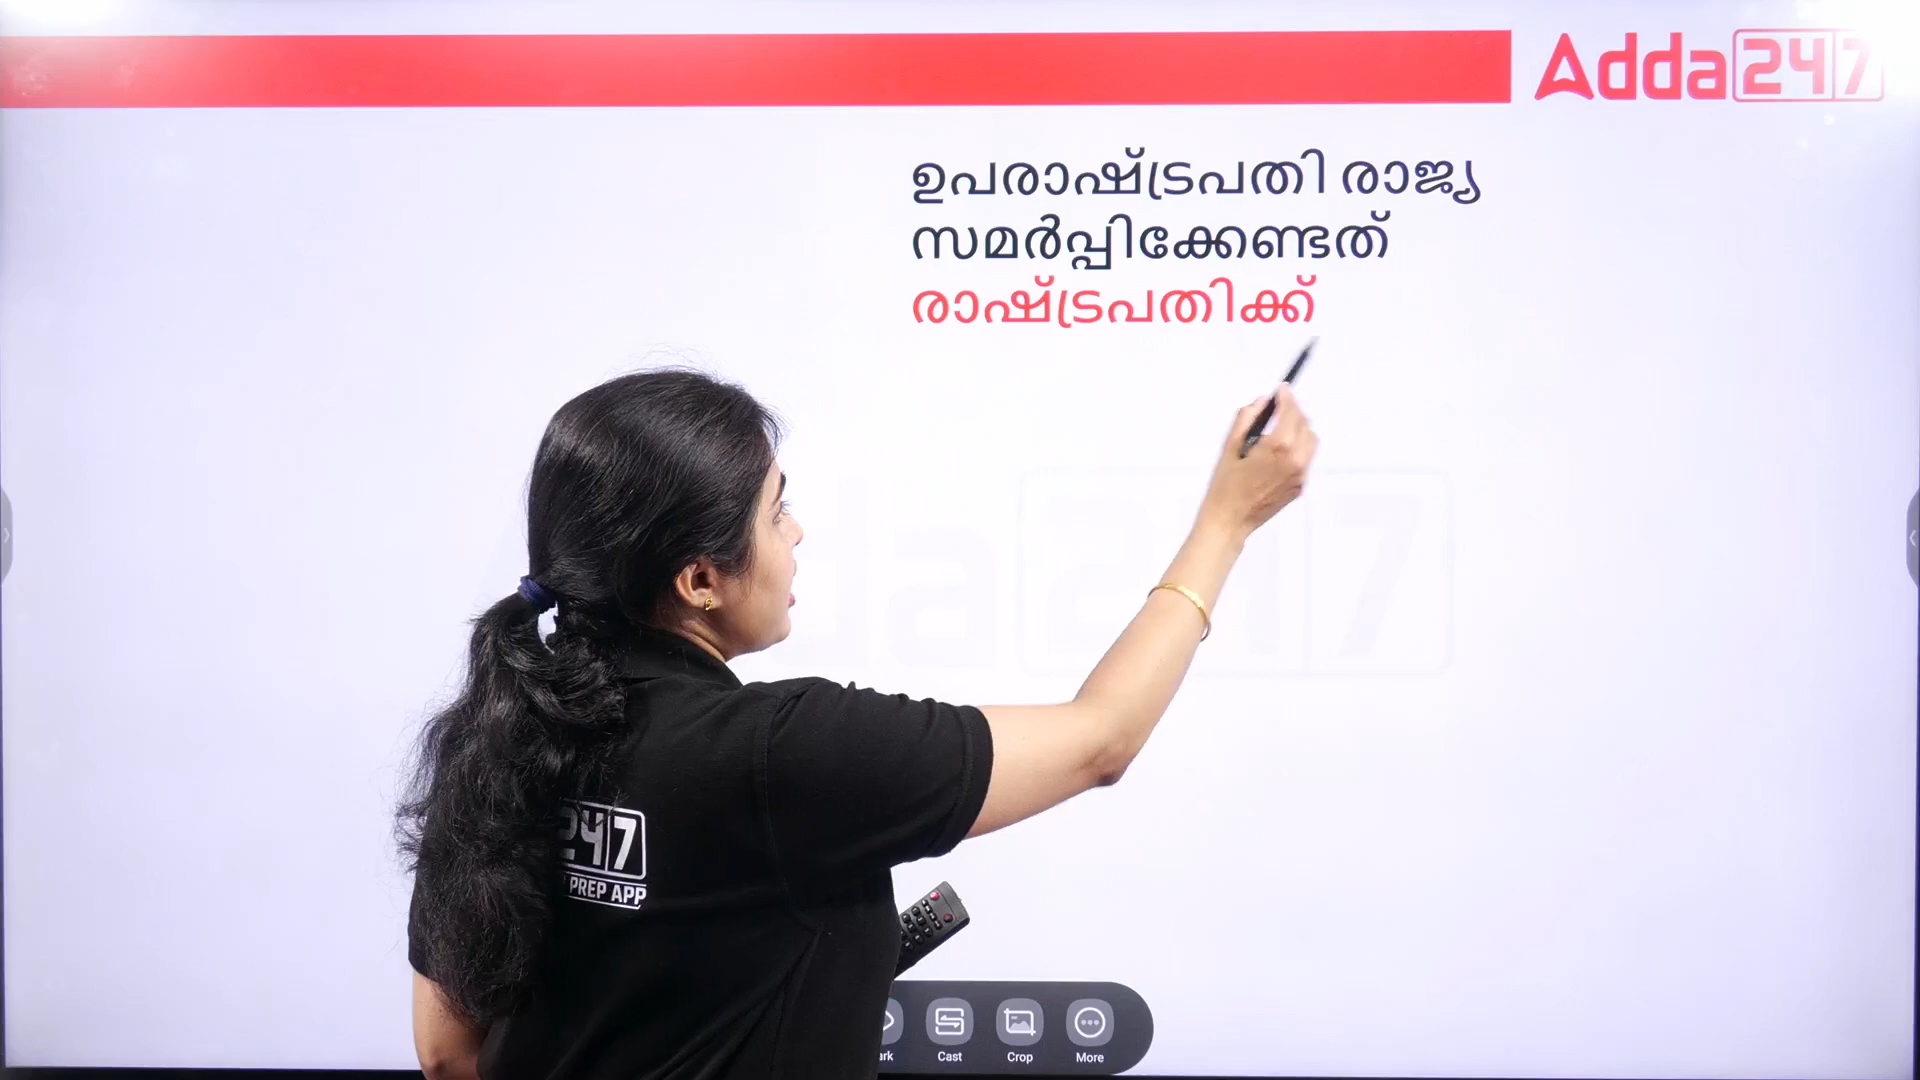 Adda247
ഉപരാഷ്ട്രപതി രാജ്യ
സമർപ്പിക്കേണ്ടത്
രാഷ്ട്രപതിക്ക്
247
PREP APP
Cast
Crop
More